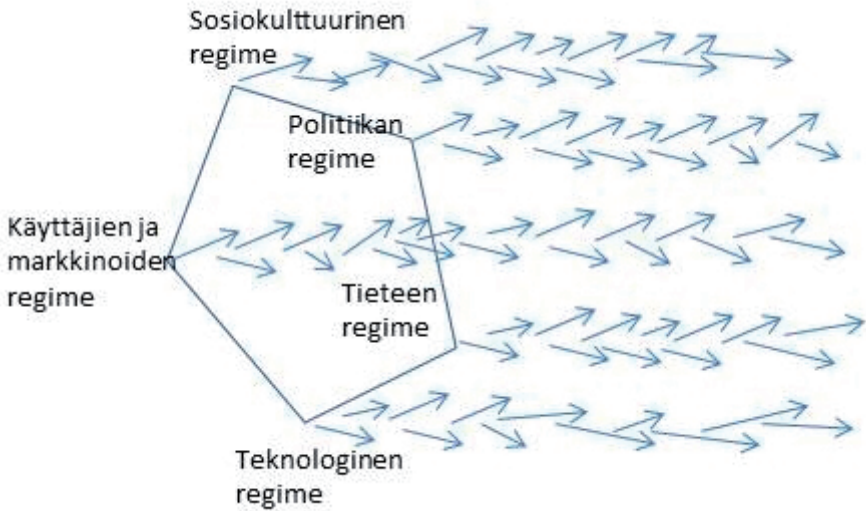 Sosiokulttuurinen
regime
Politiikan
regime
Käyttäjien ja
markkinoiden
regime
Tieteen
regime
Teknologinen
regime